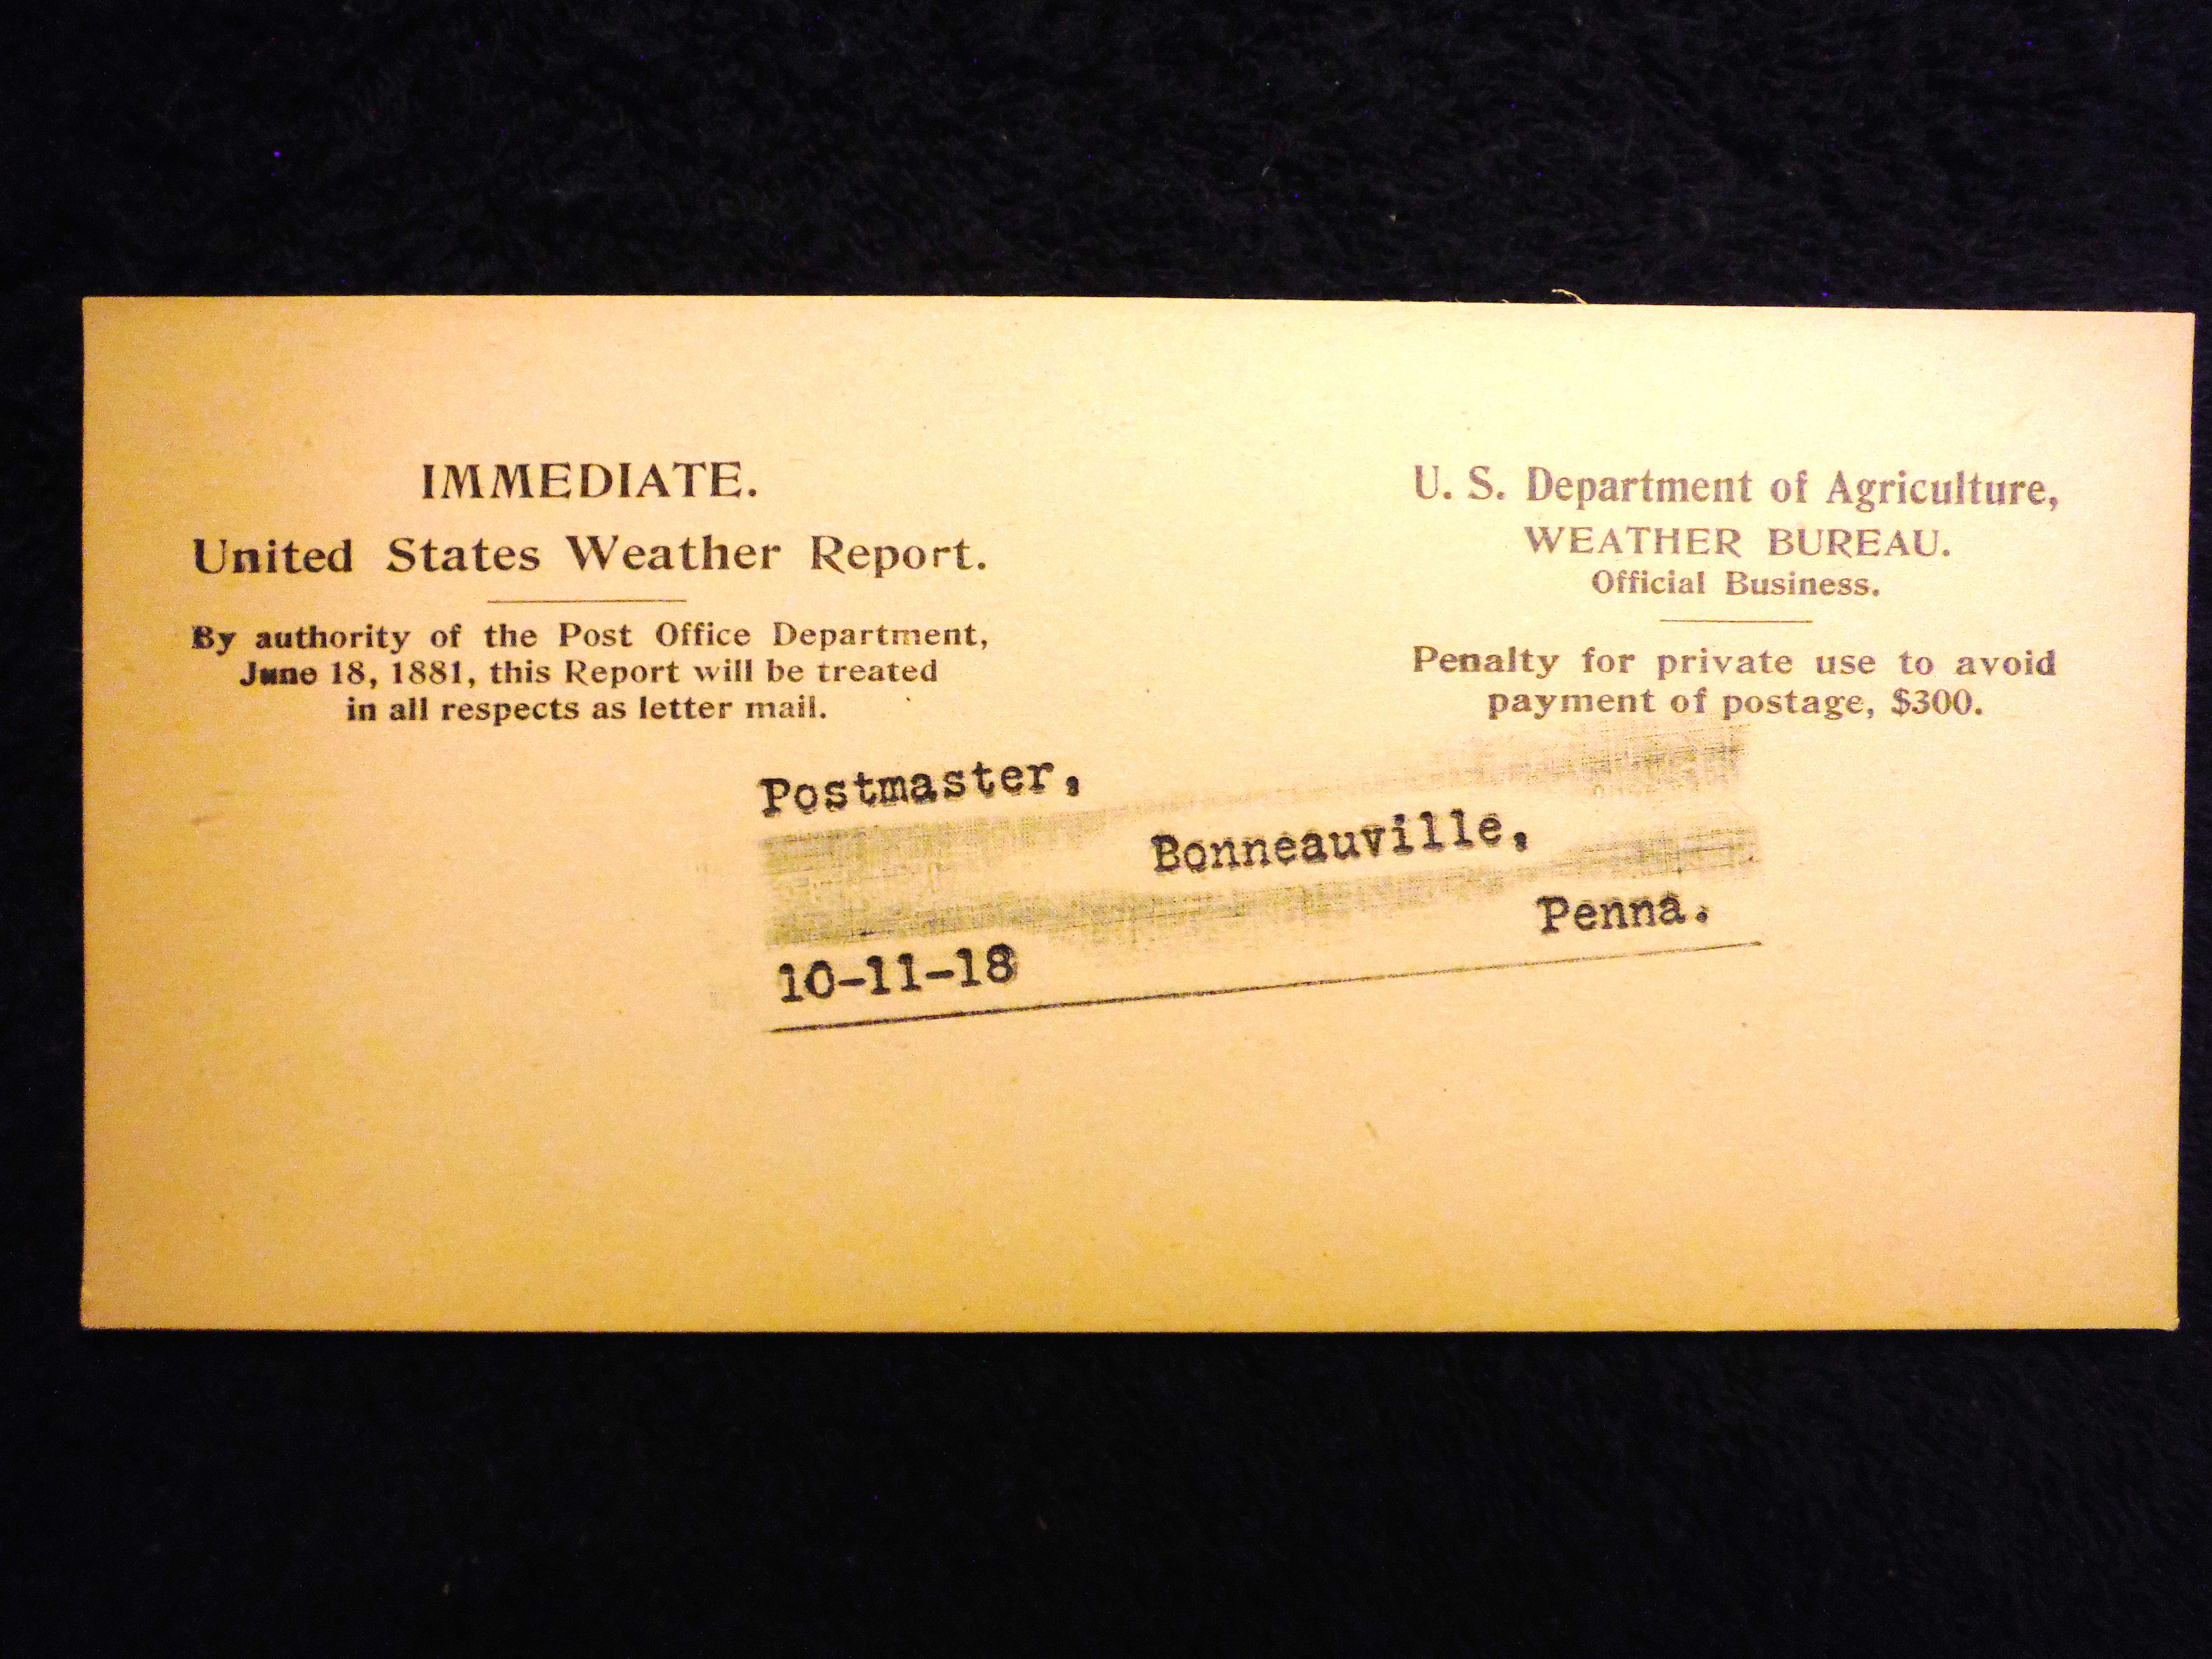 IMMEDIATE.
United States Weather Report.
By authority of the Post Office Department,
June 18, 1881, this Report will be treated
in all respects as letter mail.
U. S. Department of Agriculture,
WEATHER BUREAU.
Official Business.
Penalty for private use to avoid
payment of postage, $300.
Postmaster,
Bonneauville,
Penna.
10-11-18